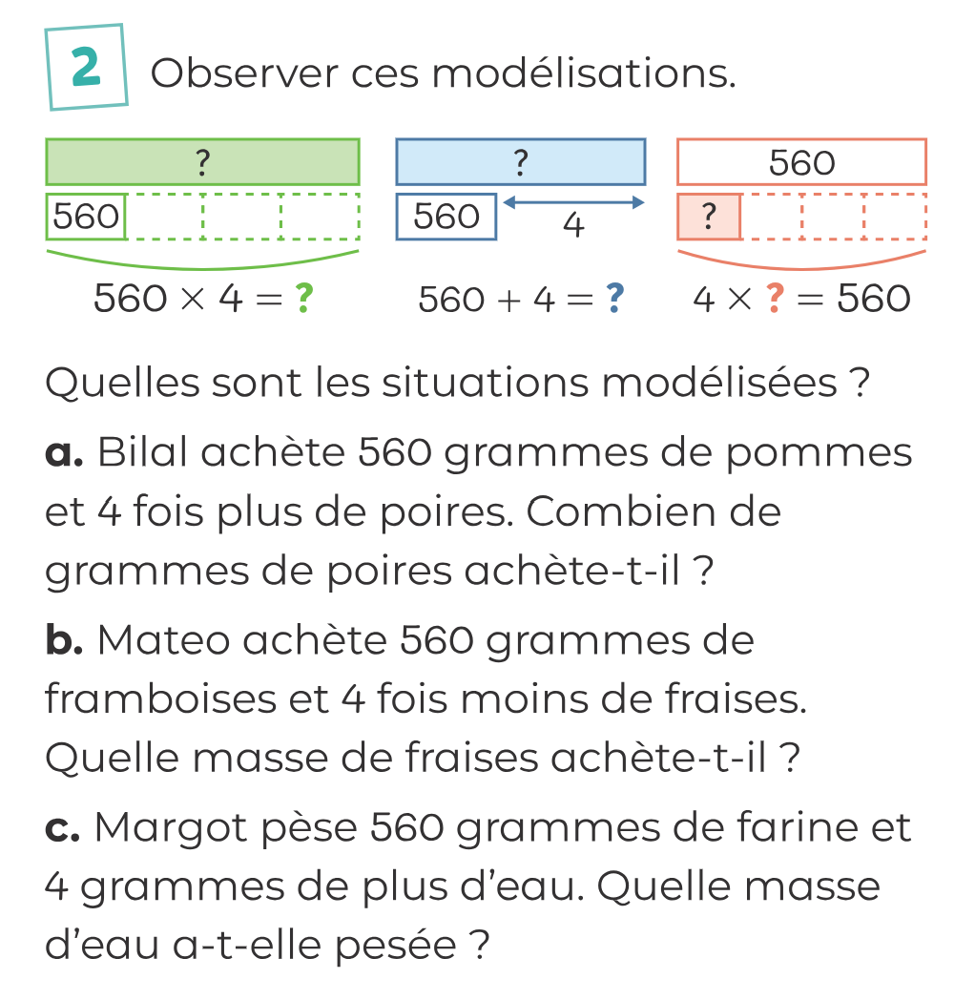 2 Observer ces modélisations.
? ? 560
560 560 4 ?
560 × 4 = ? 560 + 4 = ? 4 × ? = 560
Quelles sont les situations modélisées ?
a. Bilal achète 560 grammes de pommes
et 4 fois plus de poires. Combien de
grammes de poires achète-t-il ?
b. Mateo achète 560 grammes de
framboises et 4 fois moins de fraises.
Quelle masse de fraises achète-t-il ?
c. Margot pèse 560 grammes de farine et
4 grammes de plus d’eau. Quelle masse
d’eau a-t-elle pesée ?